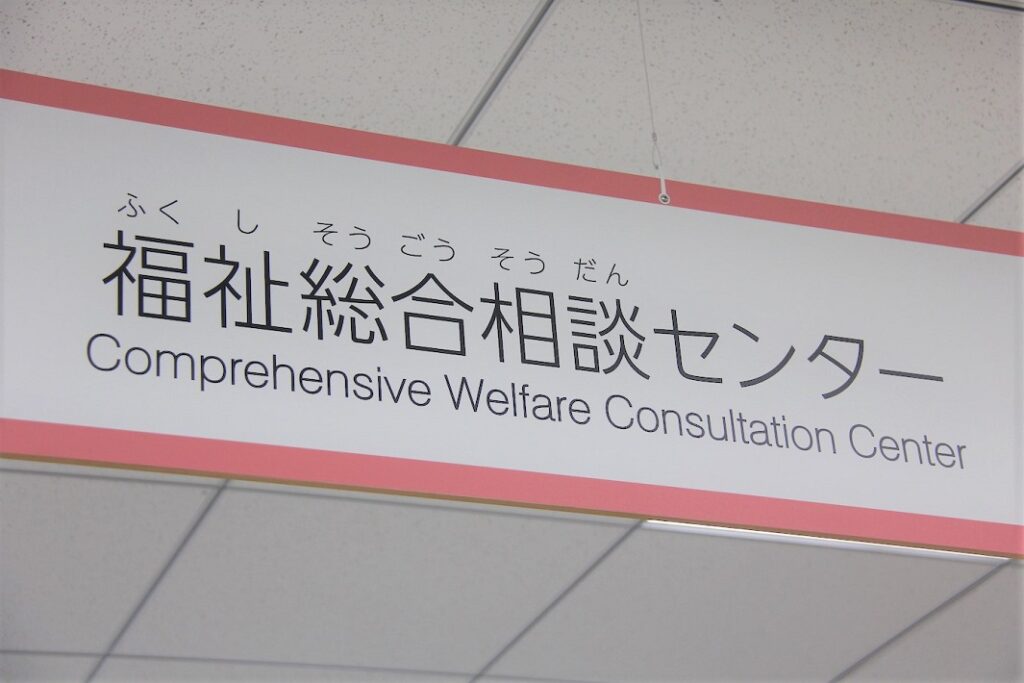 ふく し そう ごう そう だん
福祉総合相談センター
Comprehensive Welfare Consultation Center